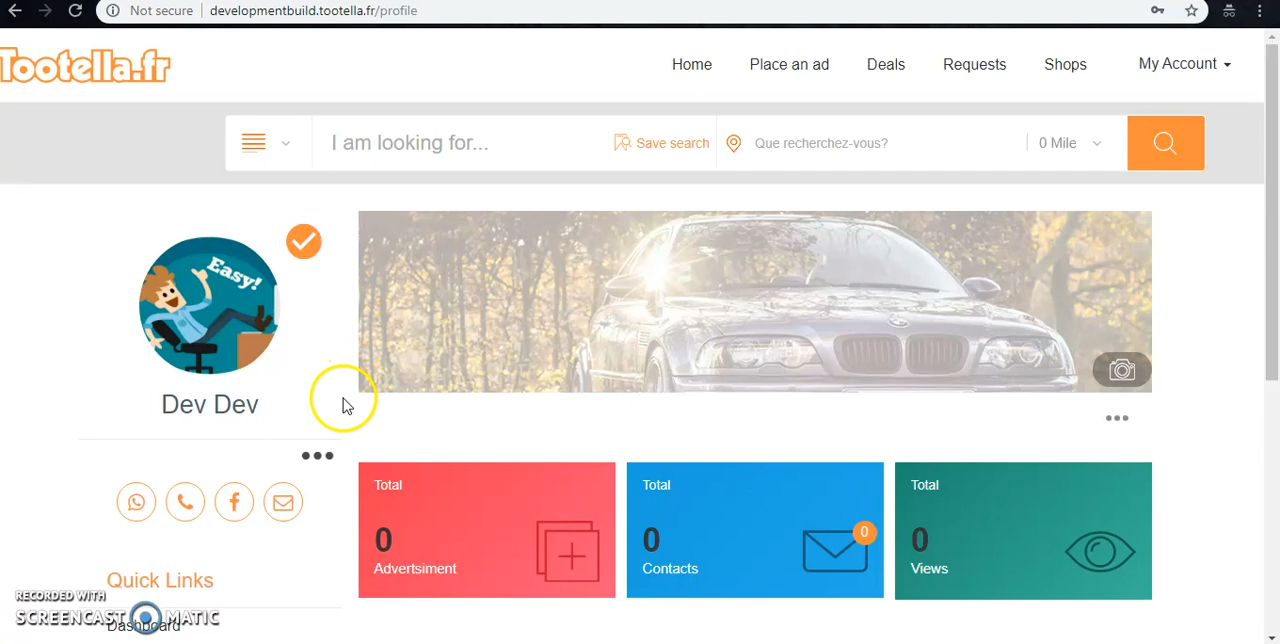 Not secure | developmentbuild.tootella.fr/profile
Tootella.fr
Home Place an ad Deals Requests Shops My Account
I am looking for... Save search Que recherchez-vous? 0 Mile
Easy!
Dev Dev
Total
0
Advertsiment
Total
0
0
Contacts
Total
0
Views
Quick Links
Dashboard
RECORDED WITH
SCREENCAST MATIC